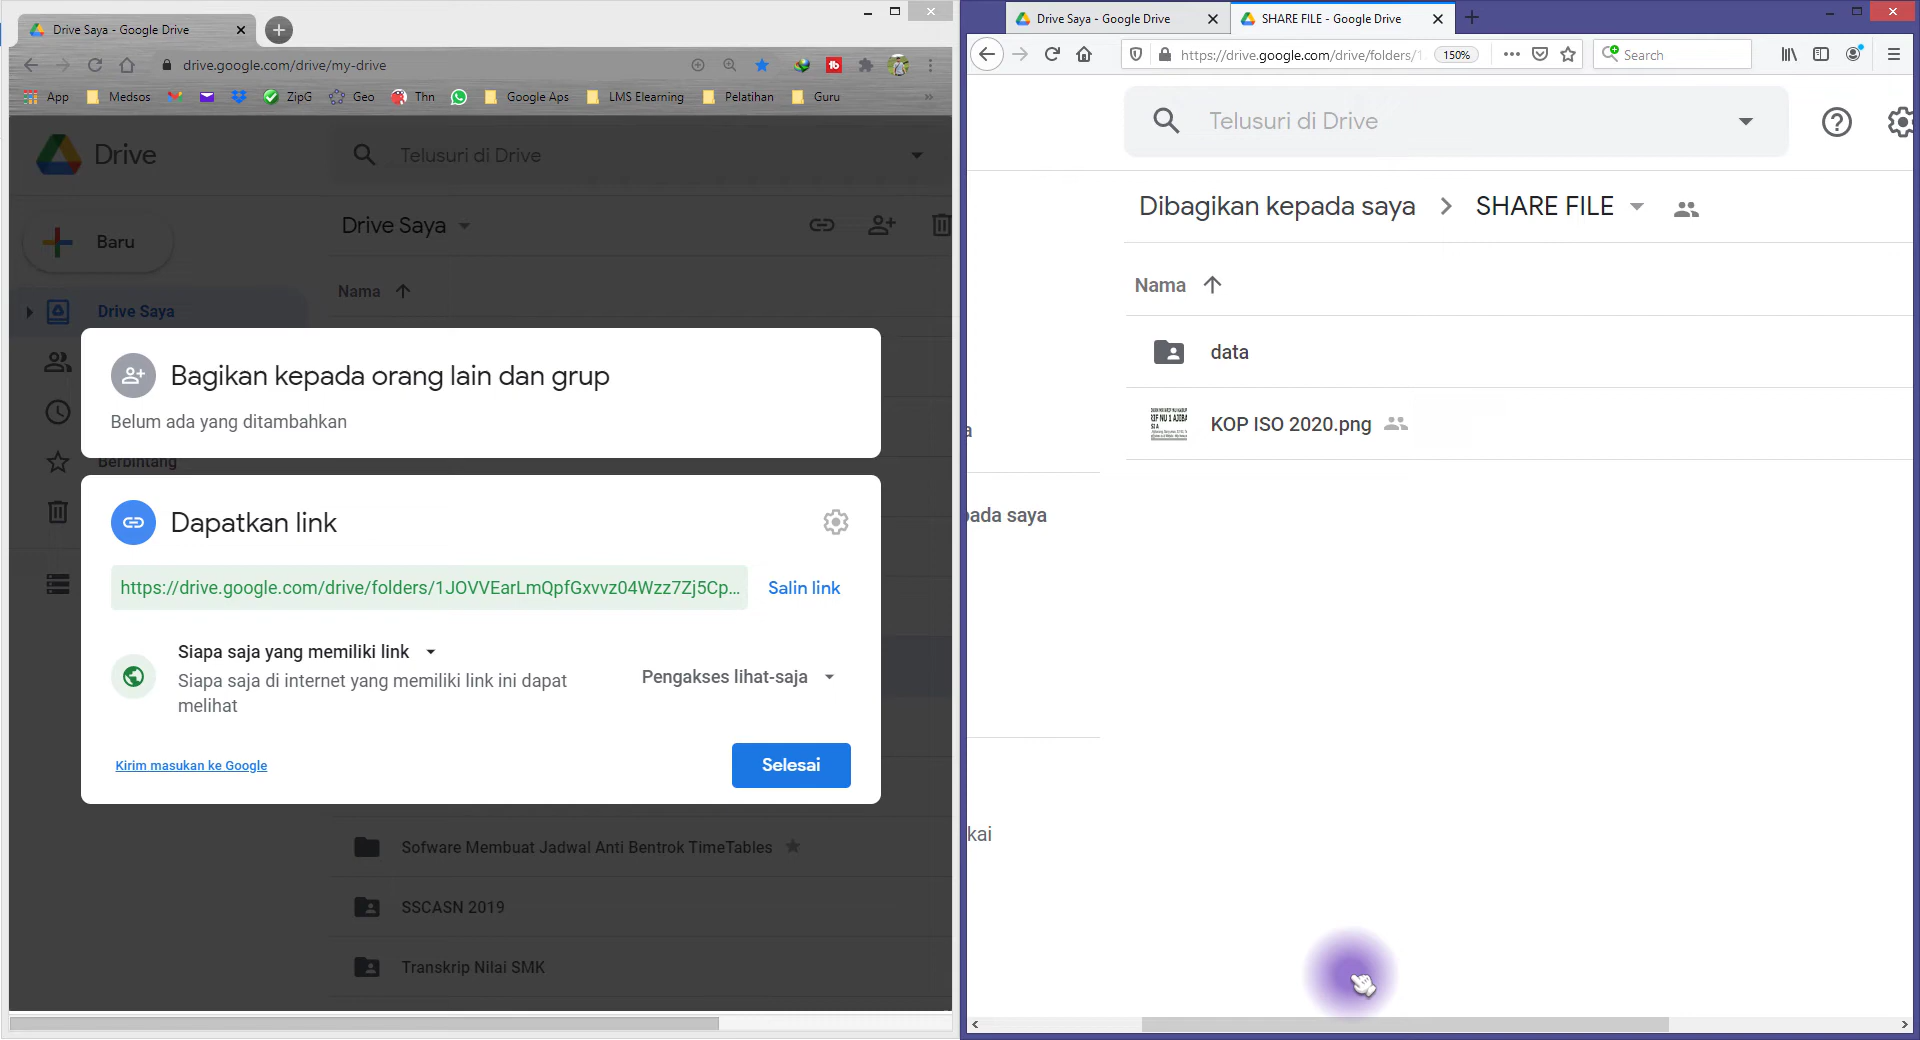 Drive Saya - Google Drive
drive.google.com/drive/my-drive
App
Medsos
ZipG
Geo
Thn
Google Aps
LMS Elearning
Pelatihan
Guru
Drive
Telusuri di Drive
Baru
Drive Saya
Nama
Drive Saya
Bagikan kepada orang lain dan grup
Belum ada yang ditambahkan
Berbintang
Dapatkan link
https://drive.google.com/drive/folders/1JOVVEarLmQpfGxvvz04Wzz7Zj5Cp...
Salin link
Siapa saja yang memiliki link
Siapa saja di internet yang memiliki link ini dapat
melihat
Pengakses lihat-saja
Kirim masukan ke Google
Selesai
Sofware Membuat Jadwal Anti Bentrok TimeTables
SSCASN 2019
Transkrip Nilai SMK
Drive Saya - Google Drive
SHARE FILE - Google Drive
https://drive.google.com/drive/folders/1
150%
Search
Telusuri di Drive
Dibagikan kepada saya > SHARE FILE
Nama
data
KOP ISO 2020.png
a
pada saya
kai